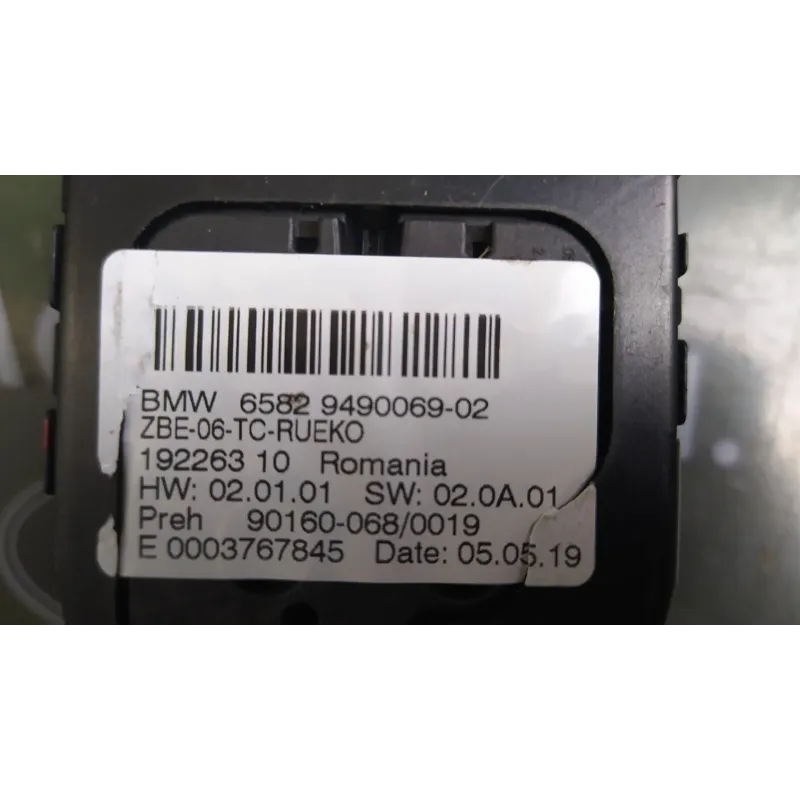 BMW 6582 9490069-02
ZBE-06-TC-RUEKO
192263 10 Romania
HW: 02.01.01 SW: 02.0A.01
Preh 90160-068/0019
E 0003767845 Date: 05.05.19